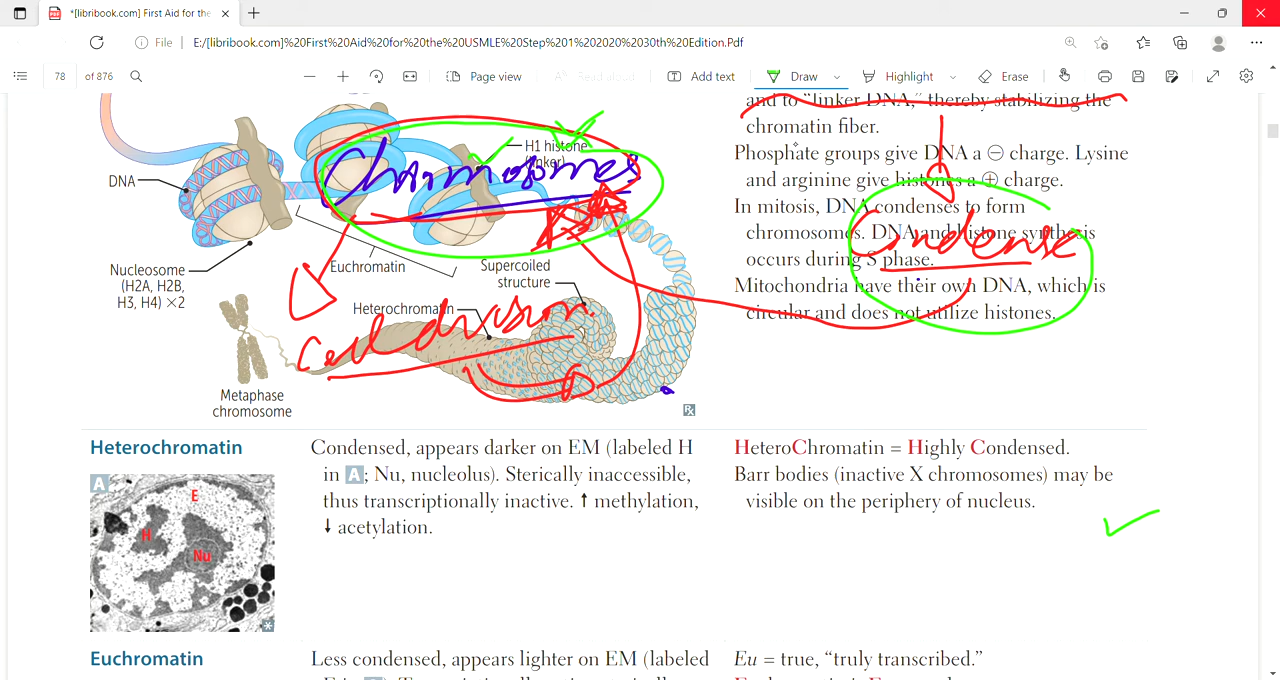 *[libribook.com] First Aid for the
File
E:/[libribook.com]%20First%20Aid%20for%20the%20USMLE%20Step%201%202020%2030th%20Edition.Pdf
78 of 876
Page view
Read aloud
Add text
Draw
Highlight
Erase
and to "linker DNA," thereby stabilizing the
chromatin fiber.
Phosphate groups give DNA a ⊖ charge. Lysine
and arginine give histones a ⊕ charge.
In mitosis, DNA condenses to form
chromosomes. DNA and histone synthesis
occurs during S phase.
Mitochondria have their own DNA, which is
circular and does not utilize histones.
Condense
DNA
H1 histone
(linker)
Chromosomes
Euchromatin
Nucleosome
(H2A, H2B,
H3, H4) ×2
Supercoiled
structure
Heterochromatin
Cell division
Metaphase
chromosome
Heterochromatin
Condensed, appears darker on EM (labeled H
in A; Nu, nucleolus). Sterically inaccessible,
thus transcriptionally inactive. ↑ methylation,
↓ acetylation.
HeteroChromatin = Highly Condensed.
Barr bodies (inactive X chromosomes) may be
visible on the periphery of nucleus.
A
E
H
Nu
Euchromatin
Less condensed, appears lighter on EM (labeled
Eu = true, "truly transcribed."